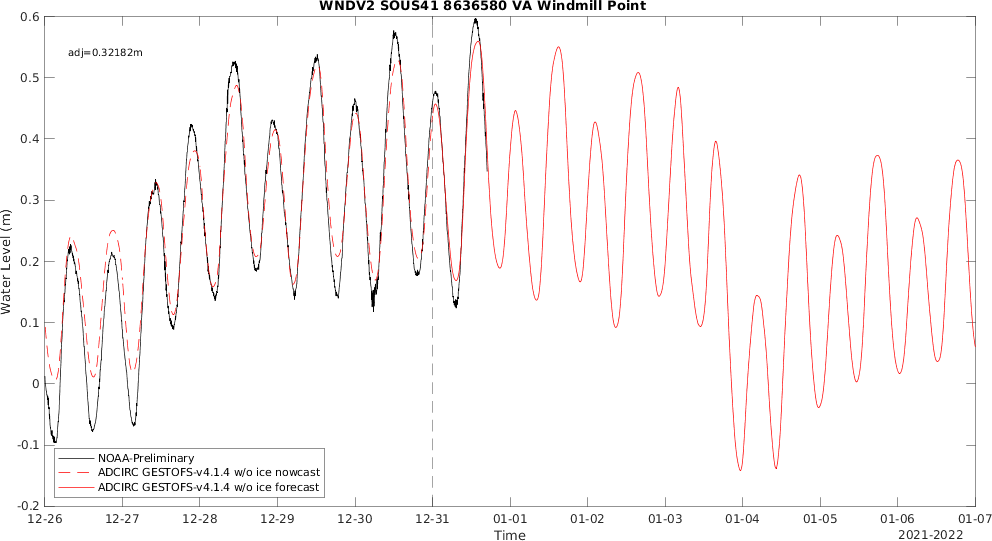 WNDV2 SOUS41 8636580 VA Windmill Point
adj=0.32182m
Water Level (m)
0.6
0.5
0.4
0.3
0.2
0.1
0
-0.1
-0.2
NOAA-Preliminary
ADCIRC GESTOFS-v4.1.4 w/o ice nowcast
ADCIRC GESTOFS-v4.1.4 w/o ice forecast
12-26 12-27 12-28 12-29 12-30 12-31 01-01 01-02 01-03 01-04 01-05 01-06 01-07
Time
2021-2022